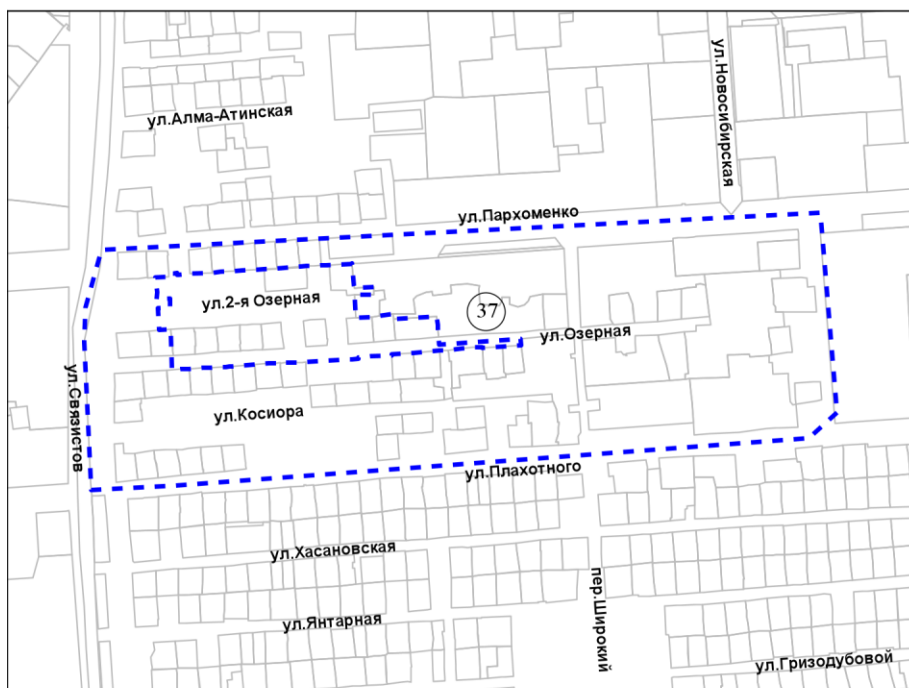 ул.Новосибирская
ул.Алма-Атинская
ул.Пархоменко
ул.2-я Озерная
37
ул.Озерная
ул.Связистов
ул.Косиора
ул.Плахотного
ул.Хасановская
пер.Широкий
ул.Янтарная
ул.Гризодубовой